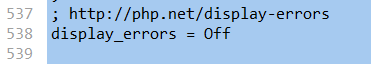 537 ; http://php.net/display-errors
538 display_errors = Off
539